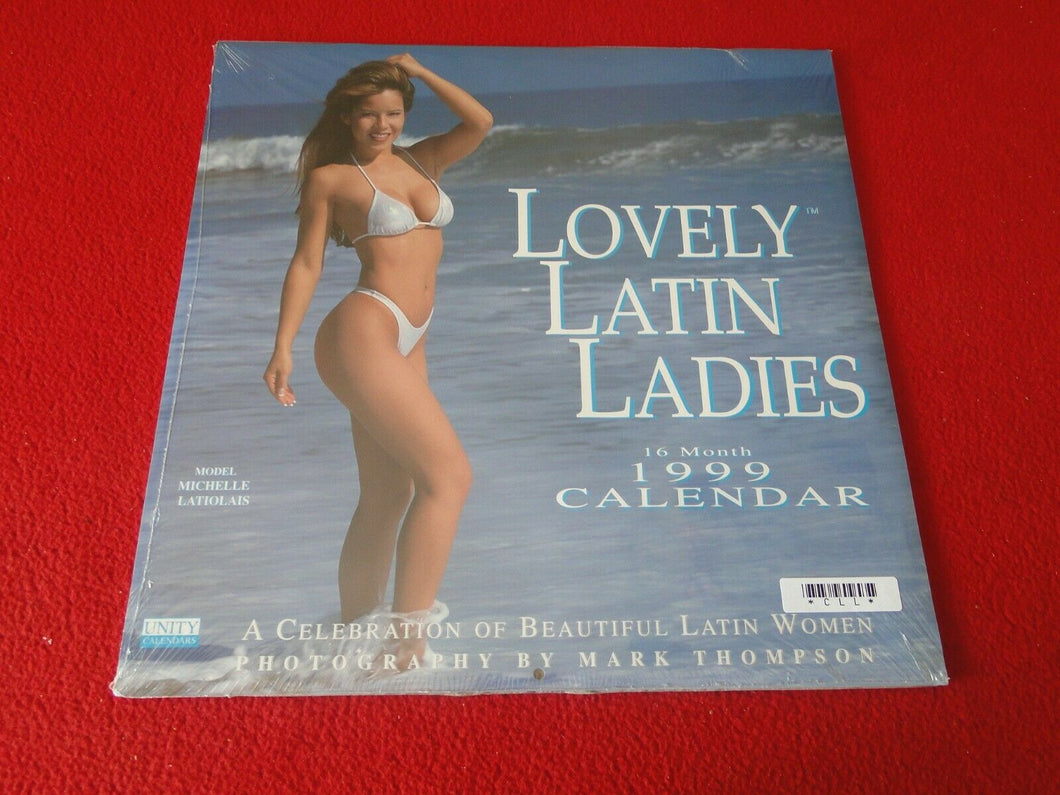 LOVELY™
LATIN
LADIES
16 Month
1999
CALENDAR
MODEL
MICHELLE
LATIOLAIS
* C L L *
UNITY
CALENDARS
A CELEBRATION OF BEAUTIFUL LATIN WOMEN
PHOTOGRAPHY BY MARK THOMPSON